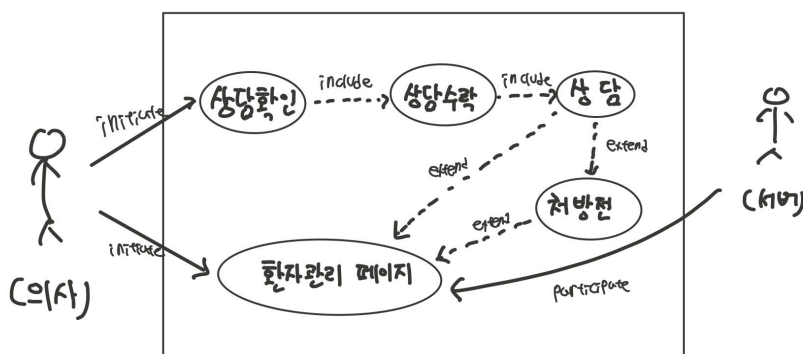 initiate
상담확인
include
상담수락
include
상 담
extend
extend
처방전
extend
initiate
환자관리 페이지
participate
(의사)
(서버)